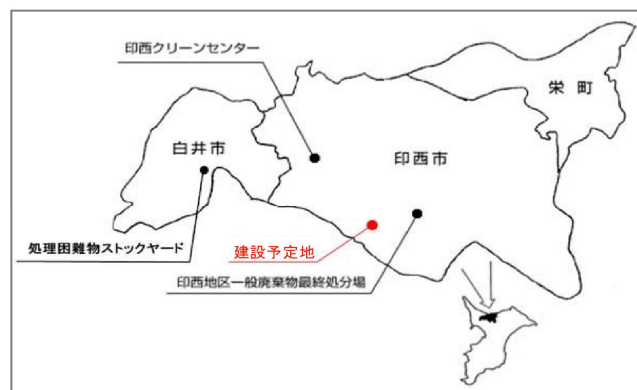 印西クリーンセンター
栄 町
白井市
印西市
処理困難物ストックヤード
建設予定地
印西地区一般廃棄物最終処分場